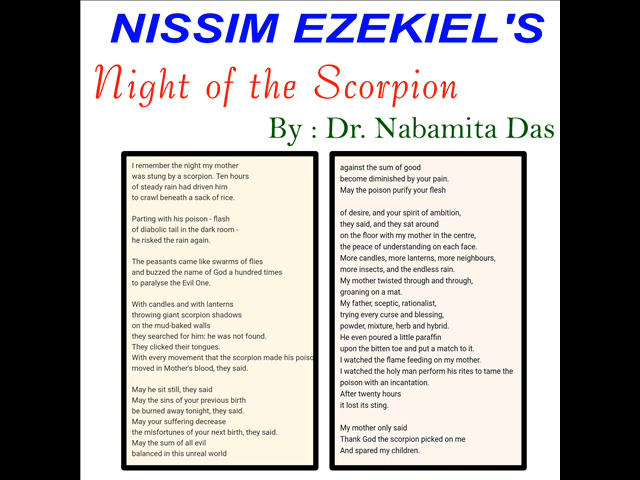 NISSIM EZEKIEL'S
Night of the Scorpion
By : Dr. Nabamita Das
I remember the night my mother
was stung by a scorpion. Ten hours
of steady rain had driven him
to crawl beneath a sack of rice.
Parting with his poison - flash
of diabolic tail in the dark room -
he risked the rain again.
The peasants came like swarms of flies
and buzzed the name of God a hundred times
to paralyse the Evil One.
With candles and with lanterns
throwing giant scorpion shadows
on the mud-baked walls
they searched for him: he was not found.
They clicked their tongues.
With every movement that the scorpion made his poiso
moved in Mother's blood, they said.
May he sit still, they said
May the sins of your previous birth
be burned away tonight, they said.
May your suffering decrease
the misfortunes of your next birth, they said.
May the sum of all evil
balanced in this unreal world
against the sum of good
become diminished by your pain.
May the poison purify your flesh
of desire, and your spirit of ambition,
they said, and they sat around
on the floor with my mother in the centre,
the peace of understanding on each face.
More candles, more lanterns, more neighbours,
more insects, and the endless rain.
My mother twisted through and through,
groaning on a mat.
My father, sceptic, rationalist,
trying every curse and blessing,
powder, mixture, herb and hybrid.
He even poured a little paraffin
upon the bitten toe and put a match to it.
I watched the flame feeding on my mother.
I watched the holy man perform his rites to tame the
poison with an incantation.
After twenty hours
it lost its sting.
My mother only said
Thank God the scorpion picked on me
And spared my children.